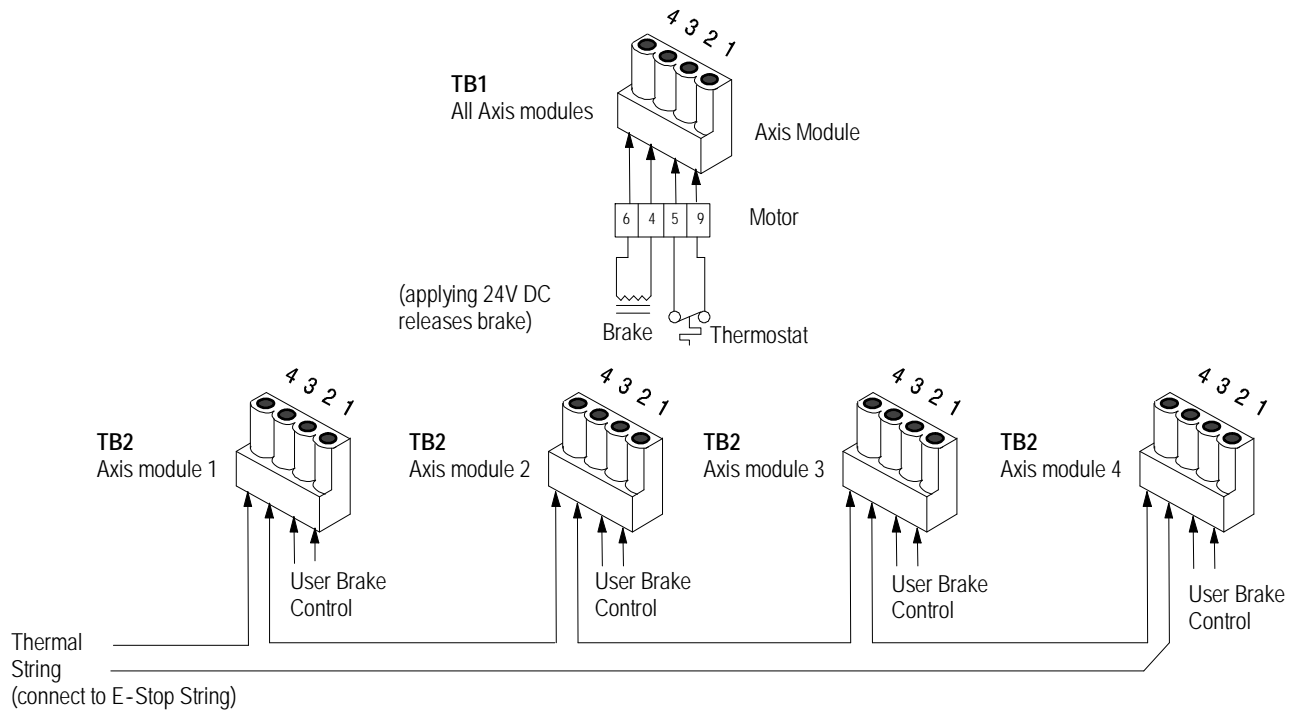 4 3 2 1
TB1
All Axis modules
Axis Module
6 4 5 9
Motor
(applying 24V DC
releases brake)
Brake
Thermostat
4 3 2 1
TB2
Axis module 1
User Brake
Control
4 3 2 1
TB2
Axis module 2
User Brake
Control
4 3 2 1
TB2
Axis module 3
User Brake
Control
4 3 2 1
TB2
Axis module 4
User Brake
Control
Thermal
String
(connect to E-Stop String)